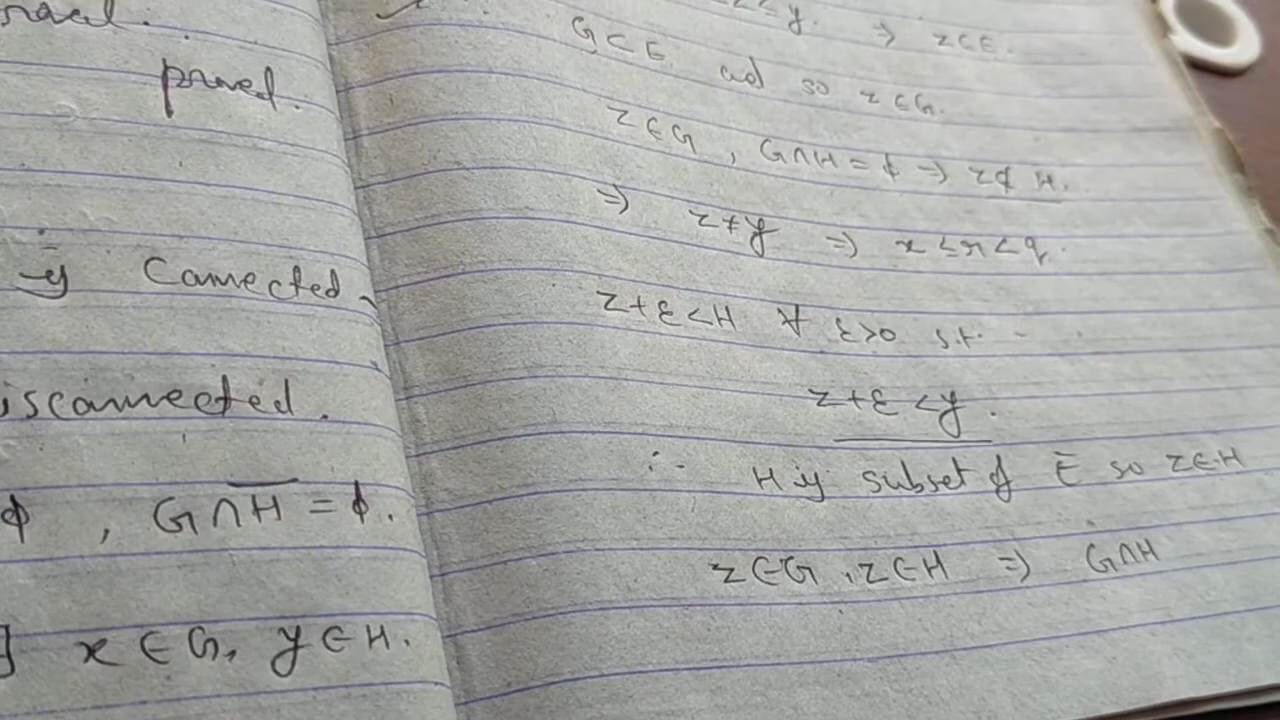 proved.
Connected
isconnected.
ϕ , G∩H̅ = ϕ.
] x ∈ G, y ∈ H.
< y. ⇒ z ∈ E.
G ⊂ E and so z ∈ G.
z ∈ G , G∩H = ϕ ⇒ z ∉ H.
⇒ z ≠ y ⇒ x ≤
z+ε < H ∀ ε>0 s.t.
z+ε < y .
∴ H is subset of E̅ so z ∈ H
z ∈ G , z ∈ H ⇒ G∩H